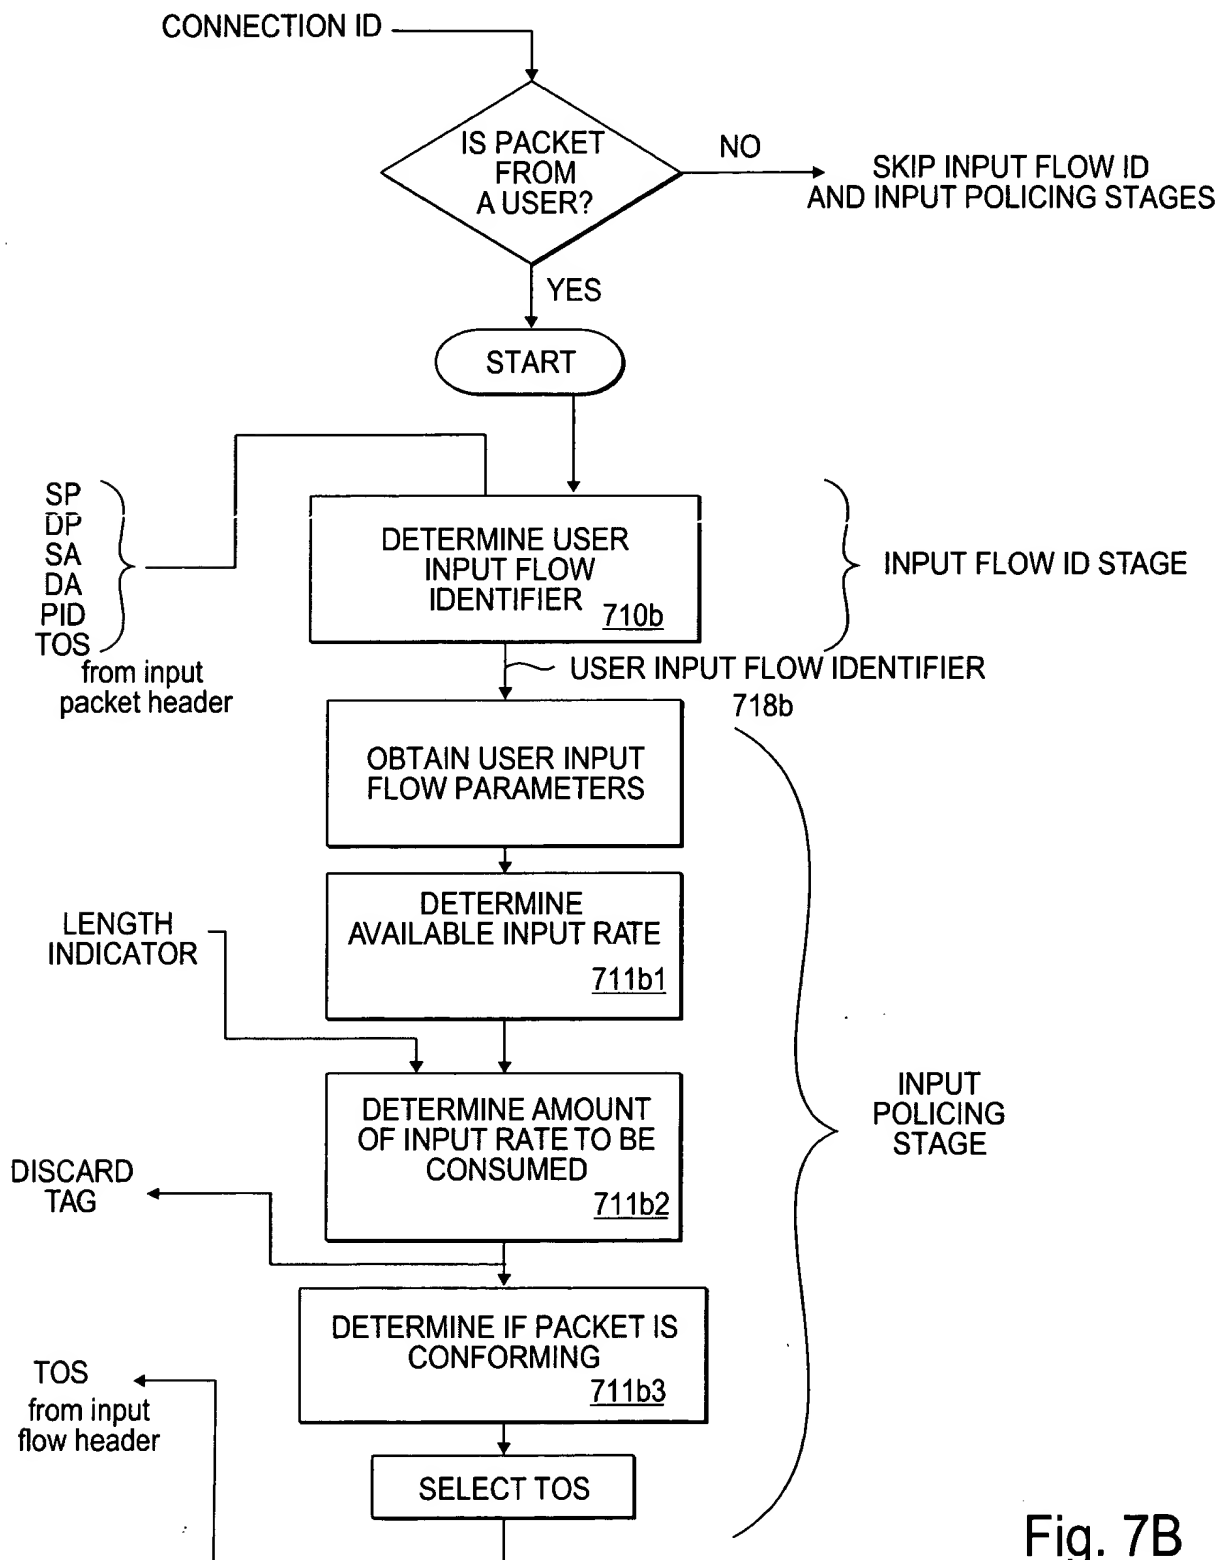 CONNECTION ID
IS PACKET
FROM
A USER?
NO
SKIP INPUT FLOW ID
AND INPUT POLICING STAGES
YES
START
SP
DP
SA
DA
PID
TOS
from input
packet header
DETERMINE USER
INPUT FLOW
IDENTIFIER
710b
INPUT FLOW ID STAGE
USER INPUT FLOW IDENTIFIER
718b
OBTAIN USER INPUT
FLOW PARAMETERS
DETERMINE
AVAILABLE INPUT RATE
711b1
LENGTH
INDICATOR
DETERMINE AMOUNT
OF INPUT RATE TO BE
CONSUMED
711b2
INPUT
POLICING
STAGE
DISCARD
TAG
DETERMINE IF PACKET IS
CONFORMING
711b3
TOS
from input
flow header
SELECT TOS
Fig. 7B